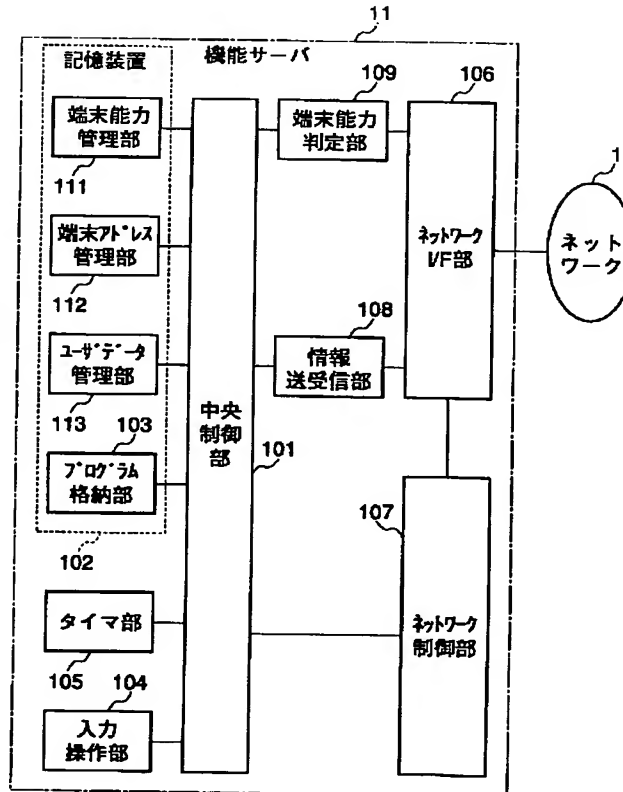 11
記憶装置
機能サーバ
109
106
端末能力
管理部
111
端末能力
判定部
1
端末アドレス
管理部
112
ネットワーク
I/F部
ネット
ワーク
108
ユーザデータ
管理部
113
情報
送受信部
中央
制御
部
101
103
プログラム
格納部
102
107
タイマ部
105
ネットワーク
制御部
104
入力
操作部